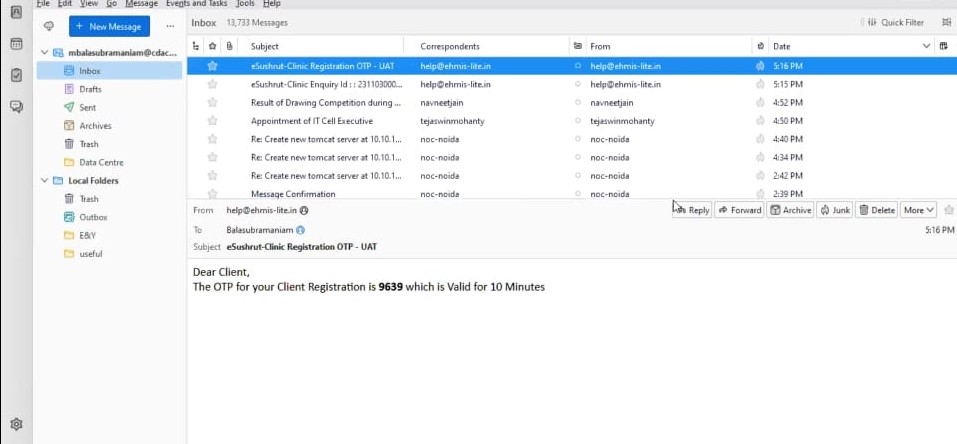 File Edit View Go Message Events and Tasks Tools Help
+ New Message ...
Inbox 13,733 Messages Quick Filter
Subject Correspondents From Date
mbalasubramaniam@cdac...
Inbox
Drafts
Sent
Archives
Trash
Data Centre
Local Folders
Trash
Outbox
E&Y
useful
eSushrut-Clinic Registration OTP - UAT help@ehmis-lite.in help@ehmis-lite.in 5:16 PM
eSushrut-Clinic Enquiry Id : : 231103000... help@ehmis-lite.in help@ehmis-lite.in 5:15 PM
Result of Drawing Competition during ... navneetjain navneetjain 4:52 PM
Appointment of IT Cell Executive tejaswinmohanty tejaswinmohanty 4:50 PM
Re: Create new tomcat server at 10.10.1... noc-noida noc-noida 4:40 PM
Re: Create new tomcat server at 10.10.1... noc-noida noc-noida 4:34 PM
Re: Create new tomcat server at 10.10.1... noc-noida noc-noida 2:42 PM
Message Confirmation noc-noida noc-noida 2:39 PM
From help@ehmis-lite.in Reply Forward Archive Junk Delete More
To Balasubramaniam 5:16 PM
Subject eSushrut-Clinic Registration OTP - UAT
Dear Client,
The OTP for your Client Registration is 9639 which is Valid for 10 Minutes